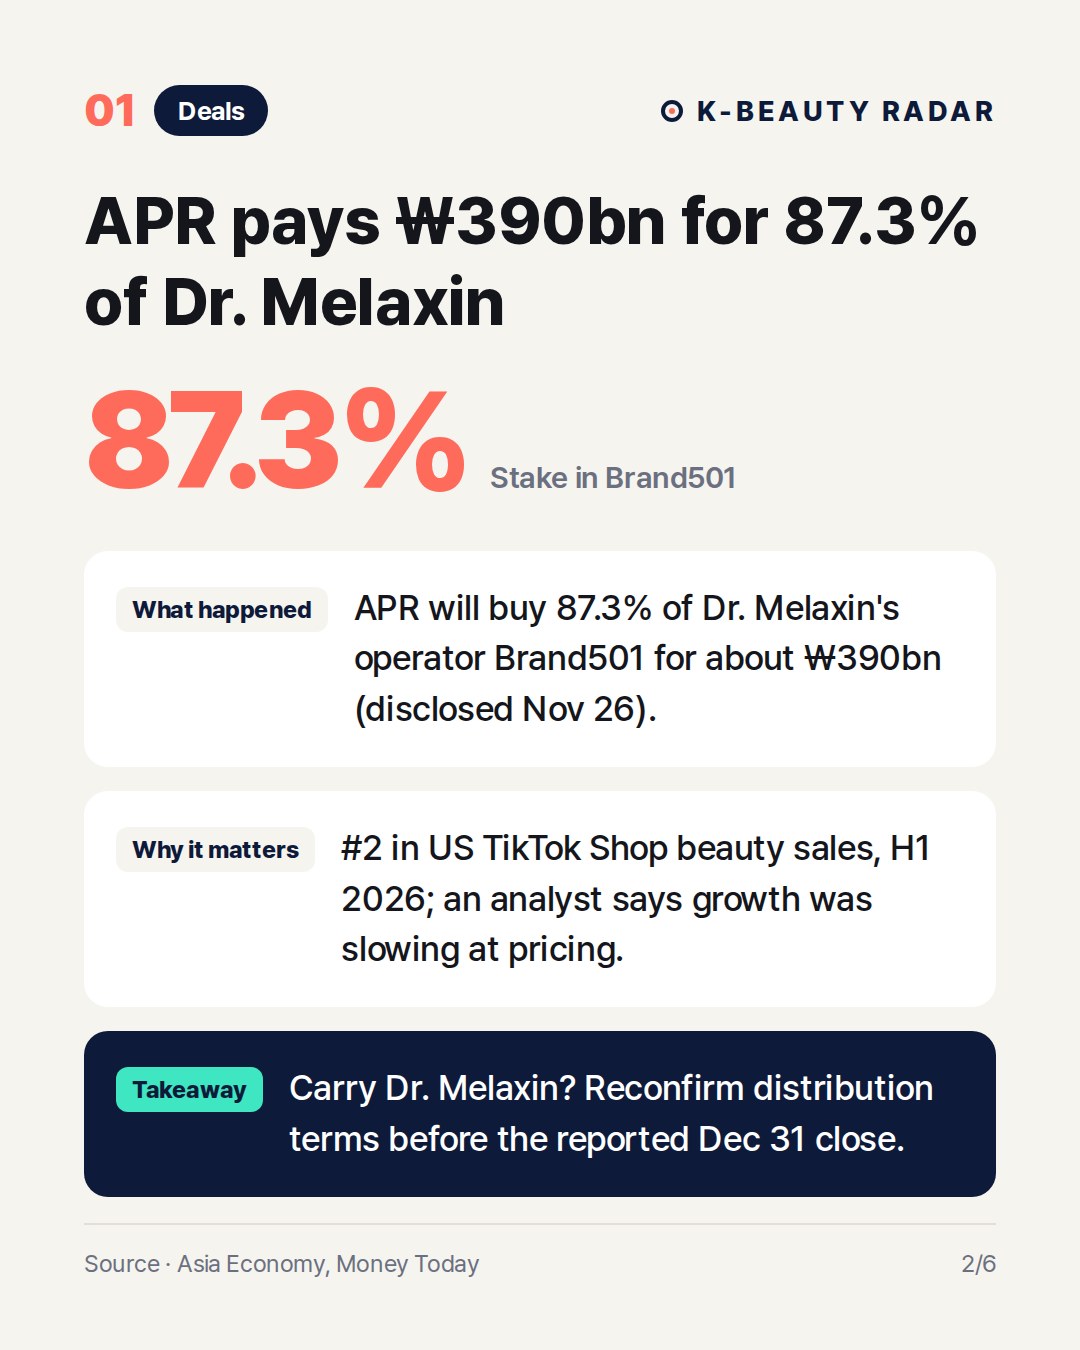 01 Deals K-BEAUTY RADAR
APR pays ₩390bn for 87.3%
of Dr. Melaxin
87.3% Stake in Brand501
What happened
APR will buy 87.3% of Dr. Melaxin's
operator Brand501 for about ₩390bn
(disclosed Nov 26).
Why it matters
#2 in US TikTok Shop beauty sales, H1
2026; an analyst says growth was
slowing at pricing.
Takeaway
Carry Dr. Melaxin? Reconfirm distribution
terms before the reported Dec 31 close.
Source · Asia Economy, Money Today 2/6